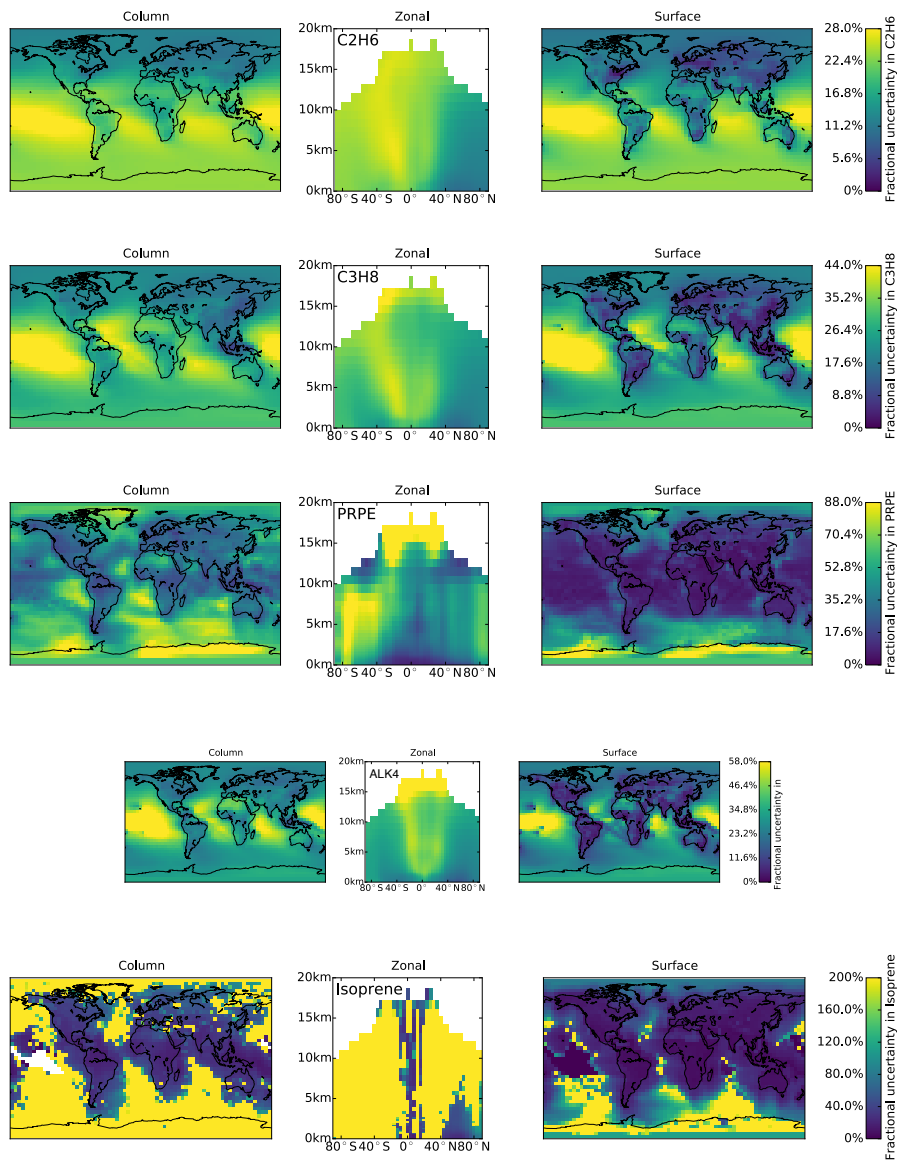 Column
Zonal
Surface
20km
15km
10km
5km
0km
C2H6
80°S 40°S 0° 40°N 80°N
28.0%
22.4%
16.8%
11.2%
5.6%
0%
Fractional uncertainty in C2H6
Column
Zonal
Surface
20km
15km
10km
5km
0km
C3H8
80°S 40°S 0° 40°N 80°N
44.0%
35.2%
26.4%
17.6%
8.8%
0%
Fractional uncertainty in C3H8
Column
Zonal
Surface
20km
15km
10km
5km
0km
PRPE
80°S 40°S 0° 40°N 80°N
88.0%
70.4%
52.8%
35.2%
17.6%
0%
Fractional uncertainty in PRPE
Column
Zonal
Surface
20km
15km
10km
5km
0km
ALK4
80°S 40°S 0° 40°N 80°N
58.0%
46.4%
34.8%
23.2%
11.6%
0%
Fractional uncertainty in
Column
Zonal
Surface
20km
15km
10km
5km
0km
Isoprene
80°S 40°S 0° 40°N 80°N
200%
160.0%
120.0%
80.0%
40.0%
0%
Fractional uncertainty in Isoprene